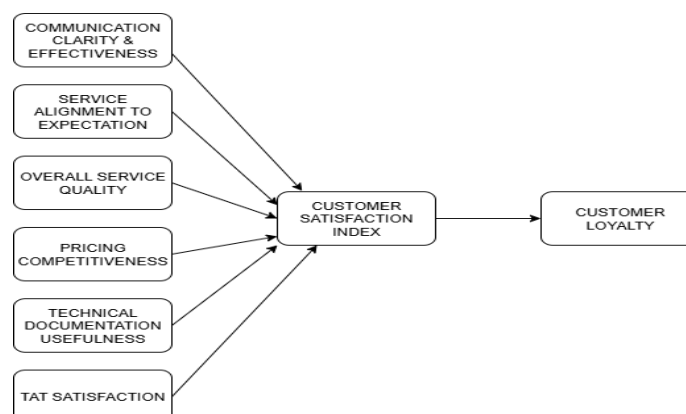 COMMUNICATION
CLARITY &
EFFECTIVENESS
SERVICE
ALIGNMENT TO
EXPECTATION
OVERALL SERVICE
QUALITY
PRICING
COMPETITIVENESS
TECHNICAL
DOCUMENTATION
USEFULNESS
TAT SATISFACTION
CUSTOMER
SATISFACTION
INDEX
CUSTOMER
LOYALTY